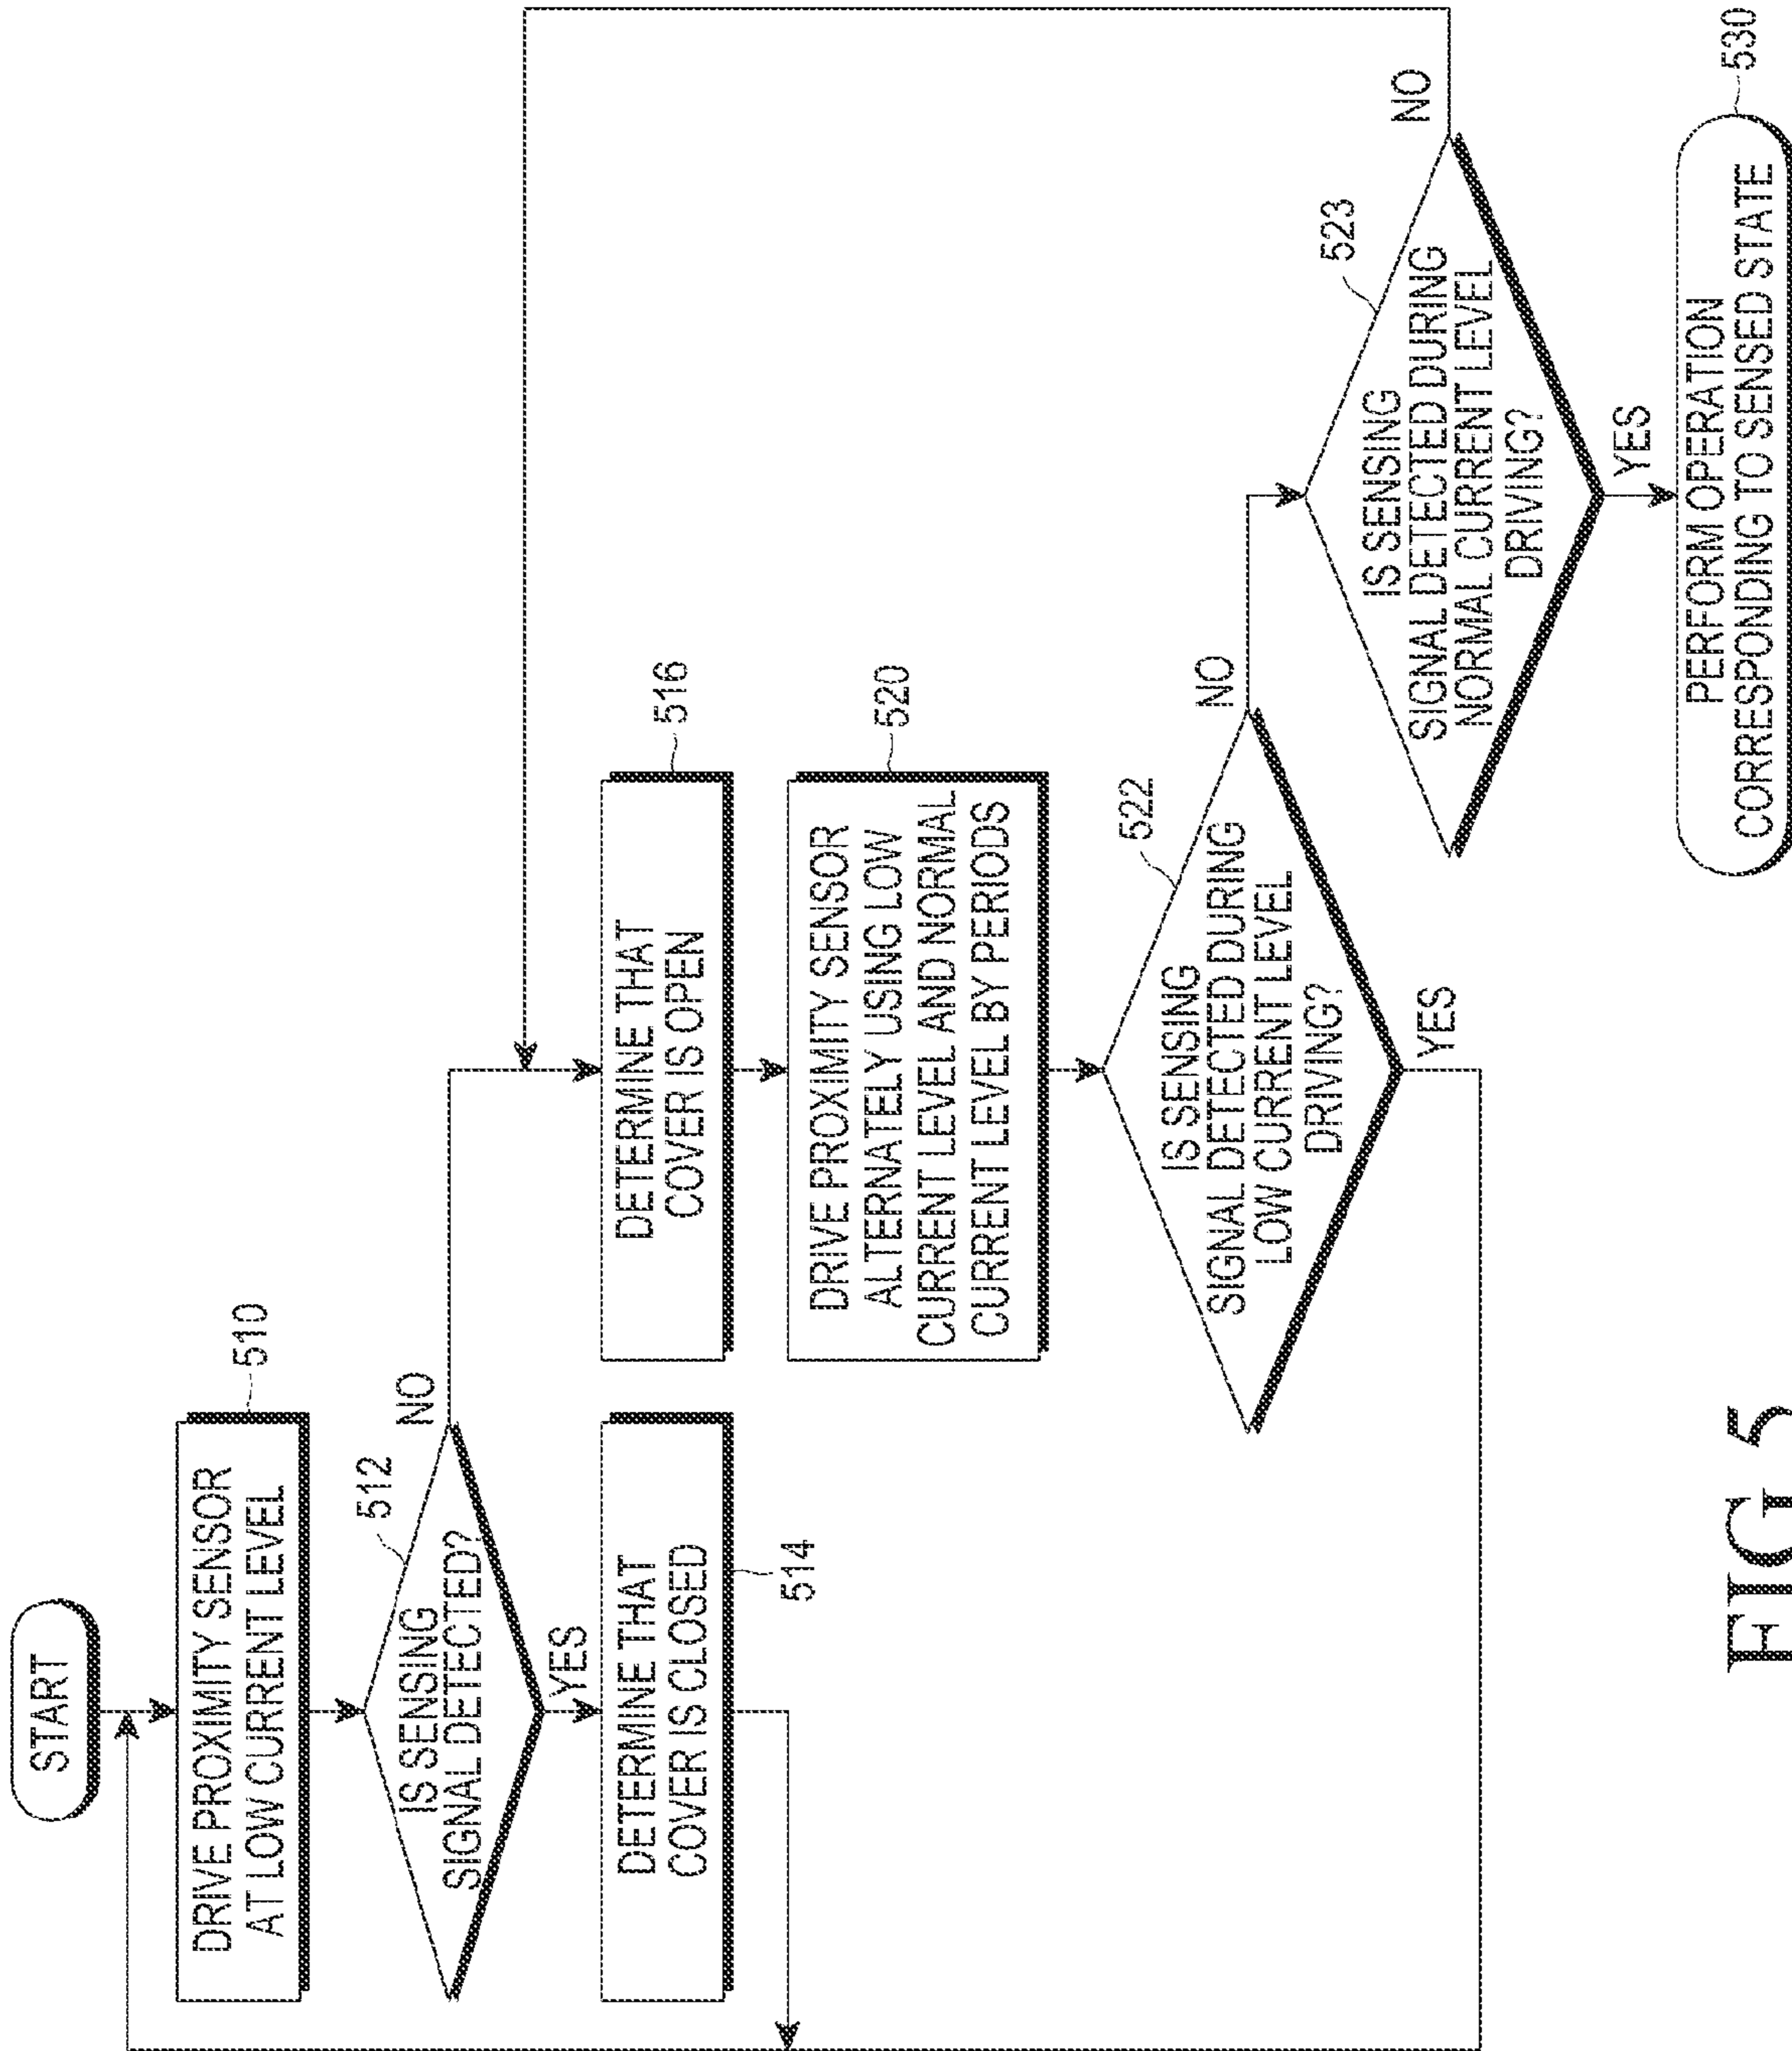 START
DRIVE PROXIMITY SENSOR
AT LOW CURRENT LEVEL
510
IS SENSING
SIGNAL DETECTED?
512
NO
YES
DETERMINE THAT
COVER IS CLOSED
514
DETERMINE THAT
COVER IS OPEN
516
DRIVE PROXIMITY SENSOR
ALTERNATELY USING LOW
CURRENT LEVEL AND NORMAL
CURRENT LEVEL BY PERIODS
520
IS SENSING
SIGNAL DETECTED DURING
LOW CURRENT LEVEL
DRIVING?
522
NO
YES
IS SENSING
SIGNAL DETECTED DURING
NORMAL CURRENT LEVEL
DRIVING?
523
NO
YES
PERFORM OPERATION
CORRESPONDING TO SENSED STATE
530
FIG 5